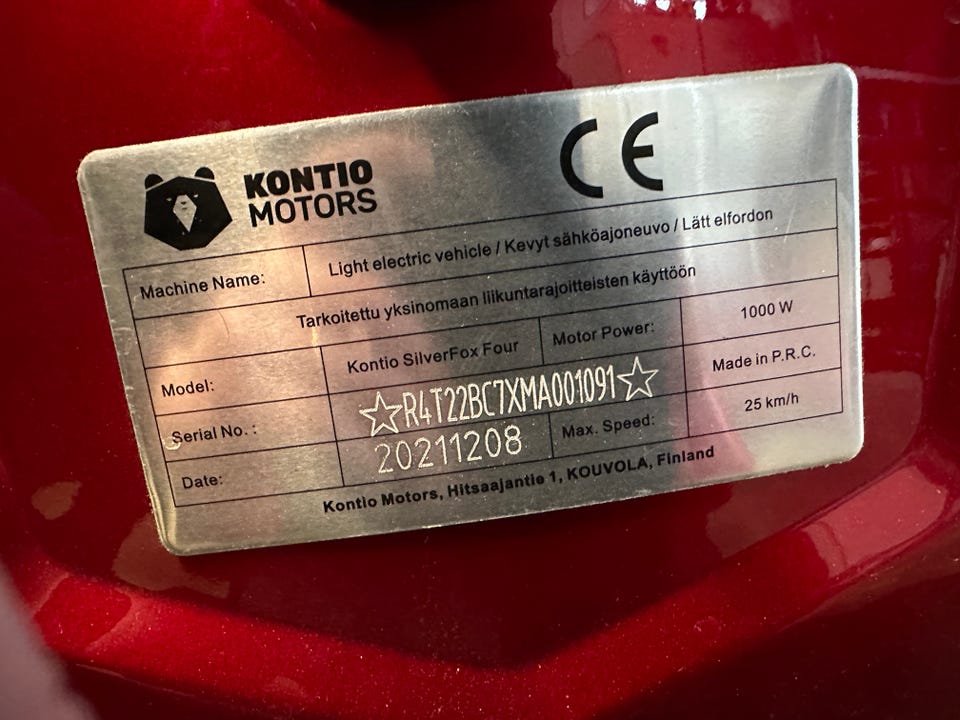 KONTIO
MOTORS
CE
Machine Name: Light electric vehicle / Kevyt sähköajoneuvo / Lätt elfordon
Tarkoitettu yksinomaan liikuntarajoitteisten käyttöön
Model: Kontio SilverFox Four Motor Power: 1000 W
Serial No. : ☆R4T22BC7XMA001091☆ Made in P.R.C.
Date: 20211208 Max. Speed: 25 km/h
Kontio Motors, Hitsaajantie 1, KOUVOLA, Finland